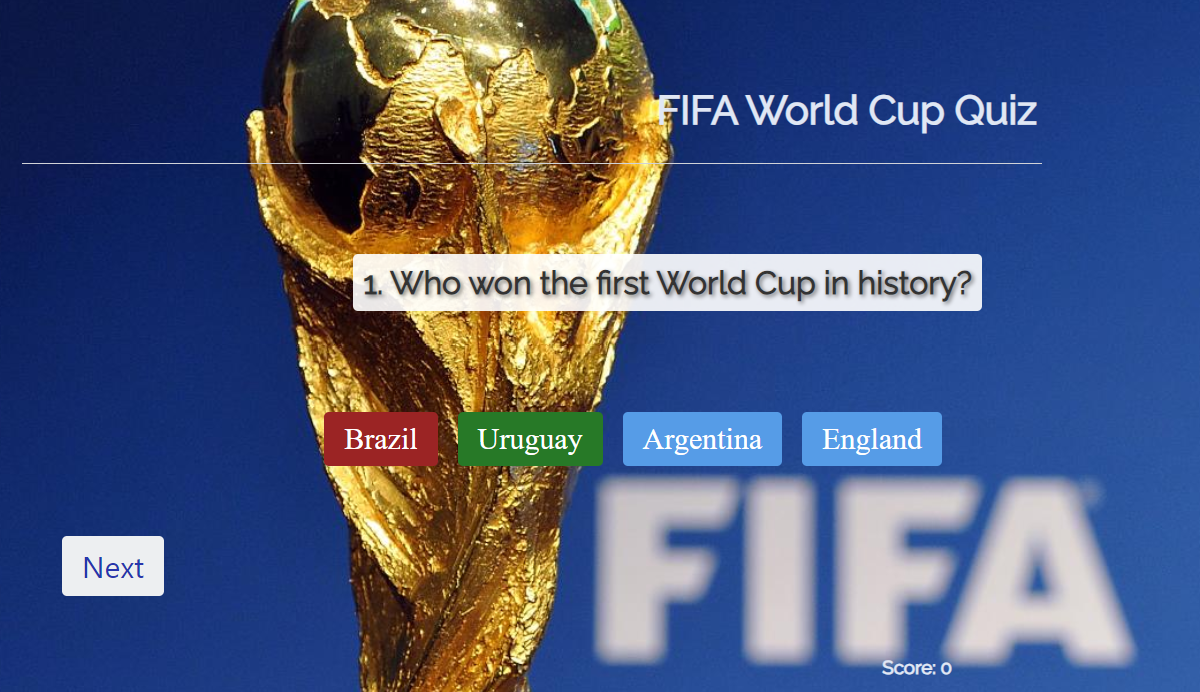 FIFA World Cup Quiz
1. Who won the first World Cup in history?
Brazil Uruguay Argentina England
Next
FIFA
Score: 0